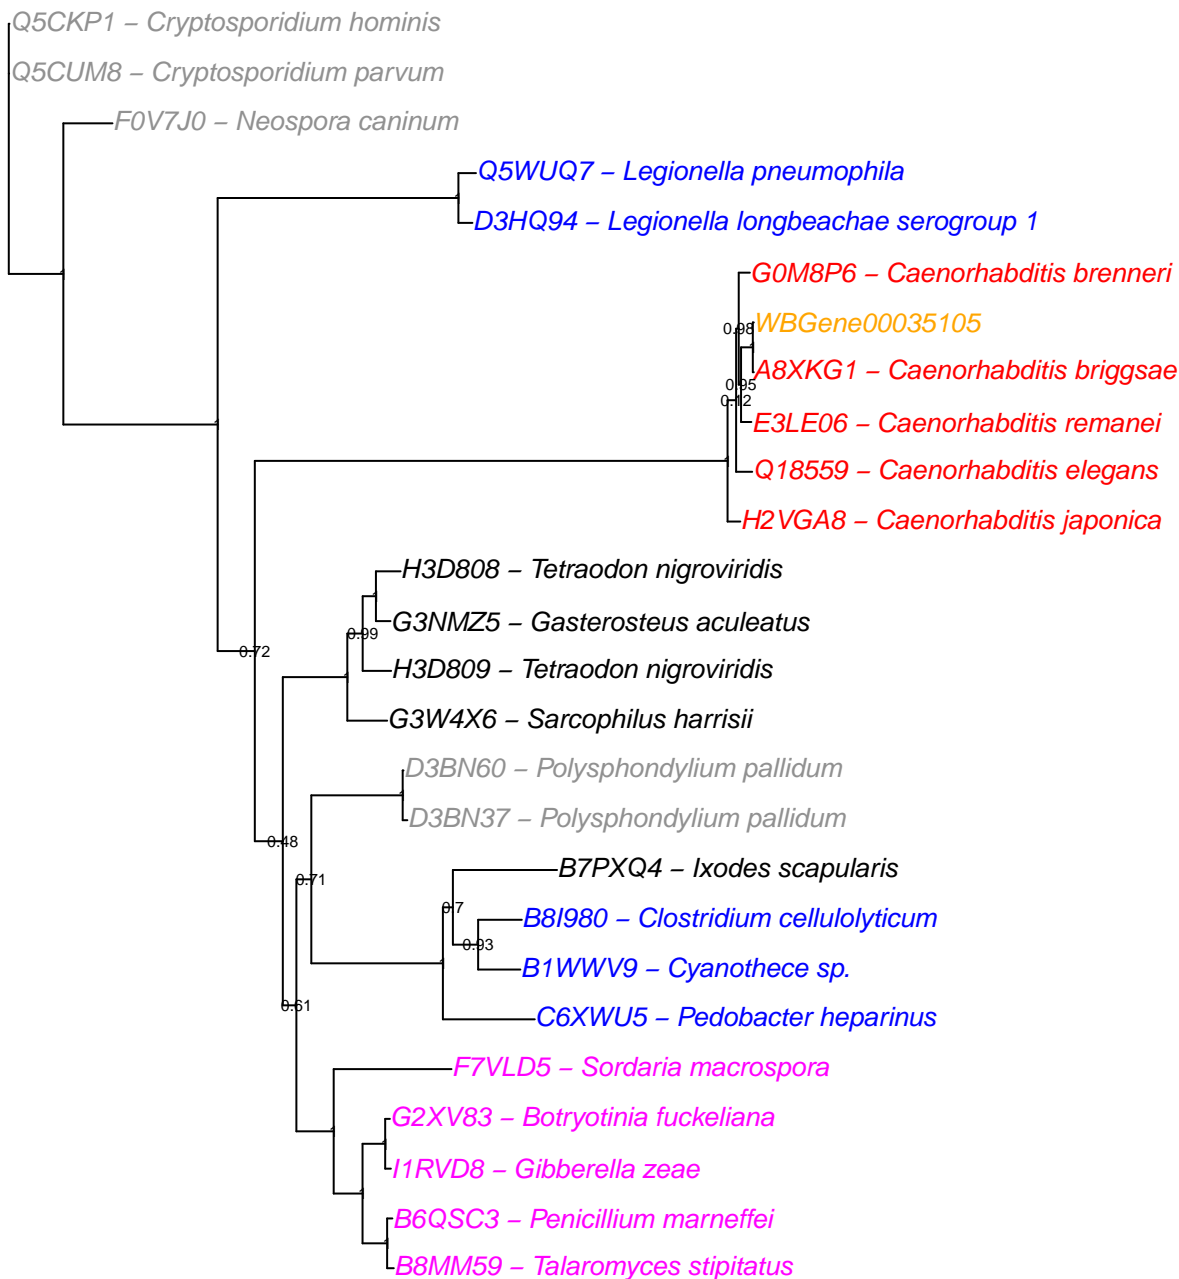 Q5CKP1 – Cryptosporidium hominis
Q5CUM8 – Cryptosporidium parvum
F0V7J0 – Neospora caninum
Q5WUQ7 – Legionella pneumophila
D3HQ94 – Legionella longbeachae serogroup 1
G0M8P6 – Caenorhabditis brenneri
0.98
WBGene00035105
A8XKG1 – Caenorhabditis briggsae
0.95
0.12
E3LE06 – Caenorhabditis remanei
Q18559 – Caenorhabditis elegans
H2VGA8 – Caenorhabditis japonica
H3D808 – Tetraodon nigroviridis
G3NMZ5 – Gasterosteus aculeatus
0.99
0.72
H3D809 – Tetraodon nigroviridis
G3W4X6 – Sarcophilus harrisii
D3BN60 – Polysphondylium pallidum
D3BN37 – Polysphondylium pallidum
0.48
B7PXQ4 – Ixodes scapularis
0.71
0.7
B8I980 – Clostridium cellulolyticum
0.93
B1WWV9 – Cyanothece sp.
0.61
C6XWU5 – Pedobacter heparinus
F7VLD5 – Sordaria macrospora
G2XV83 – Botryotinia fuckeliana
I1RVD8 – Gibberella zeae
B6QSC3 – Penicillium marneffei
B8MM59 – Talaromyces stipitatus